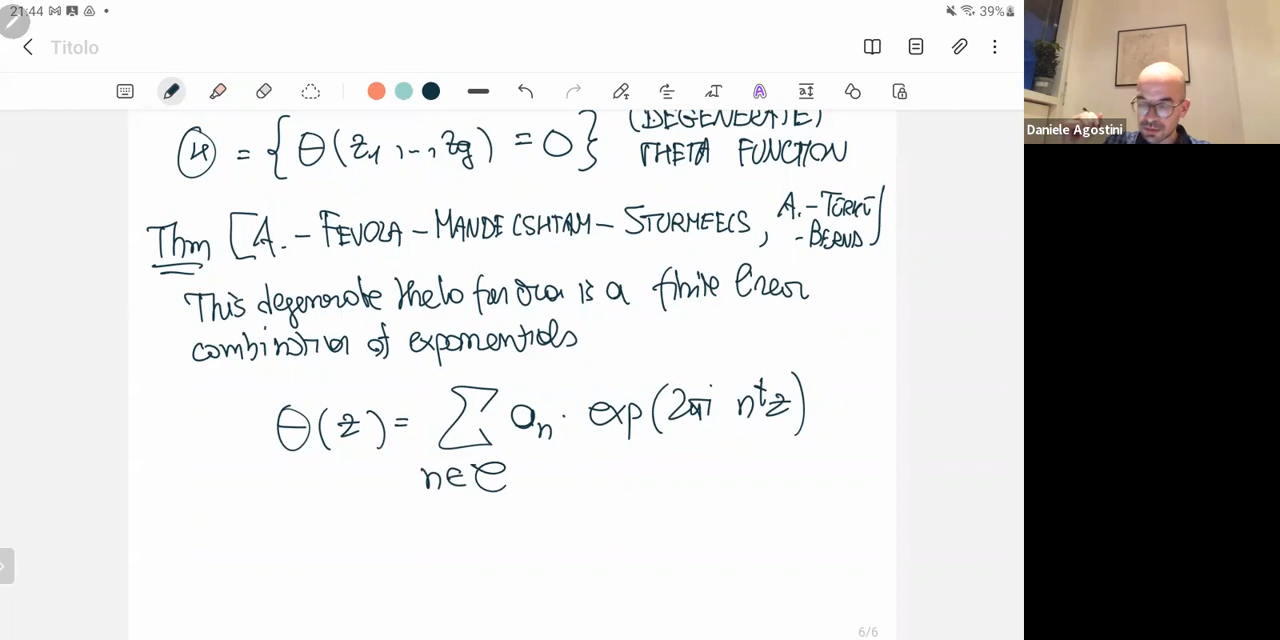 21:44
39%
Titolo
Daniele Agostini
Ⓗ = { Θ(z1, ..., zg) = 0 } (DEGENERATE)
THETA FUNCTION
Thm [A. - FEVOLA - MANDELSHTAM - STURMFELS, A. - TÜRKÜ
- BERND]
This degenerate theta function is a finite linear
combination of exponentials
Θ(z) = ∑ an · exp(2πi nᵗz)
n∈C
6/6